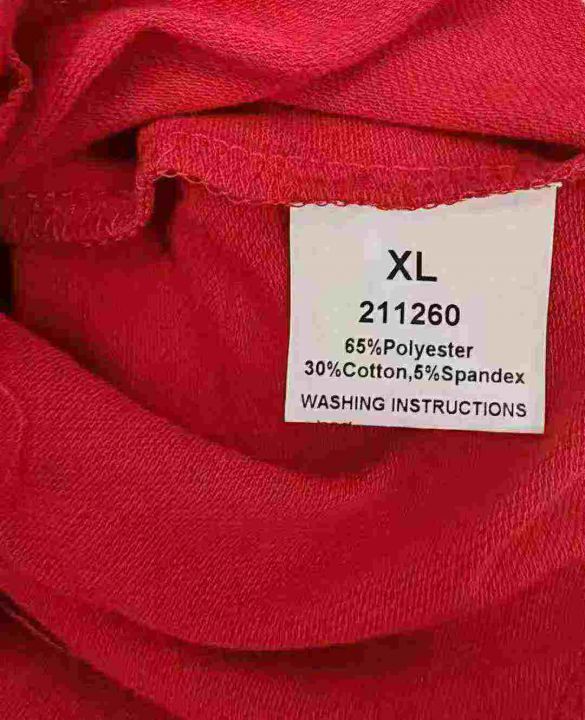 XL
211260
65%Polyester
30%Cotton,5%Spandex
WASHING INSTRUCTIONS